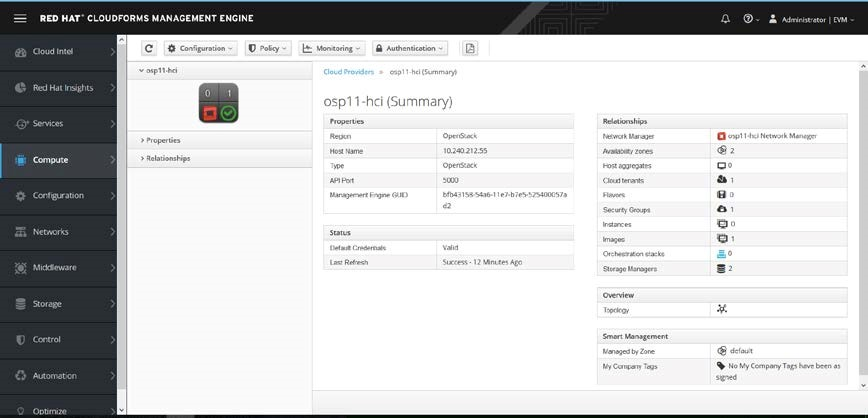 RED HAT® CLOUDFORMS MANAGEMENT ENGINE
Administrator | EVM
Cloud Intel
Red Hat Insights
Services
Compute
Configuration
Networks
Middleware
Storage
Control
Automation
Optimize
Configuration
Policy
Monitoring
Authentication
osp11-hci
0 1
Properties
Relationships
Cloud Providers » osp11-hci (Summary)
osp11-hci (Summary)
Properties
Region OpenStack
Host Name 10.240.212.55
Type OpenStack
API Port 5000
Management Engine GUID bfb43158-54a6-11e7-b7e5-525400057a
d2
Status
Default Credentials Valid
Last Refresh Success - 12 Minutes Ago
Relationships
Network Manager osp11-hci Network Manager
Availability zones 2
Host aggregates 0
Cloud tenants 1
Flavors 0
Security Groups 1
Instances 0
Images 1
Orchestration stacks 0
Storage Managers 2
Overview
Topology
Smart Management
Managed by Zone default
My Company Tags No My Company Tags have been as
signed